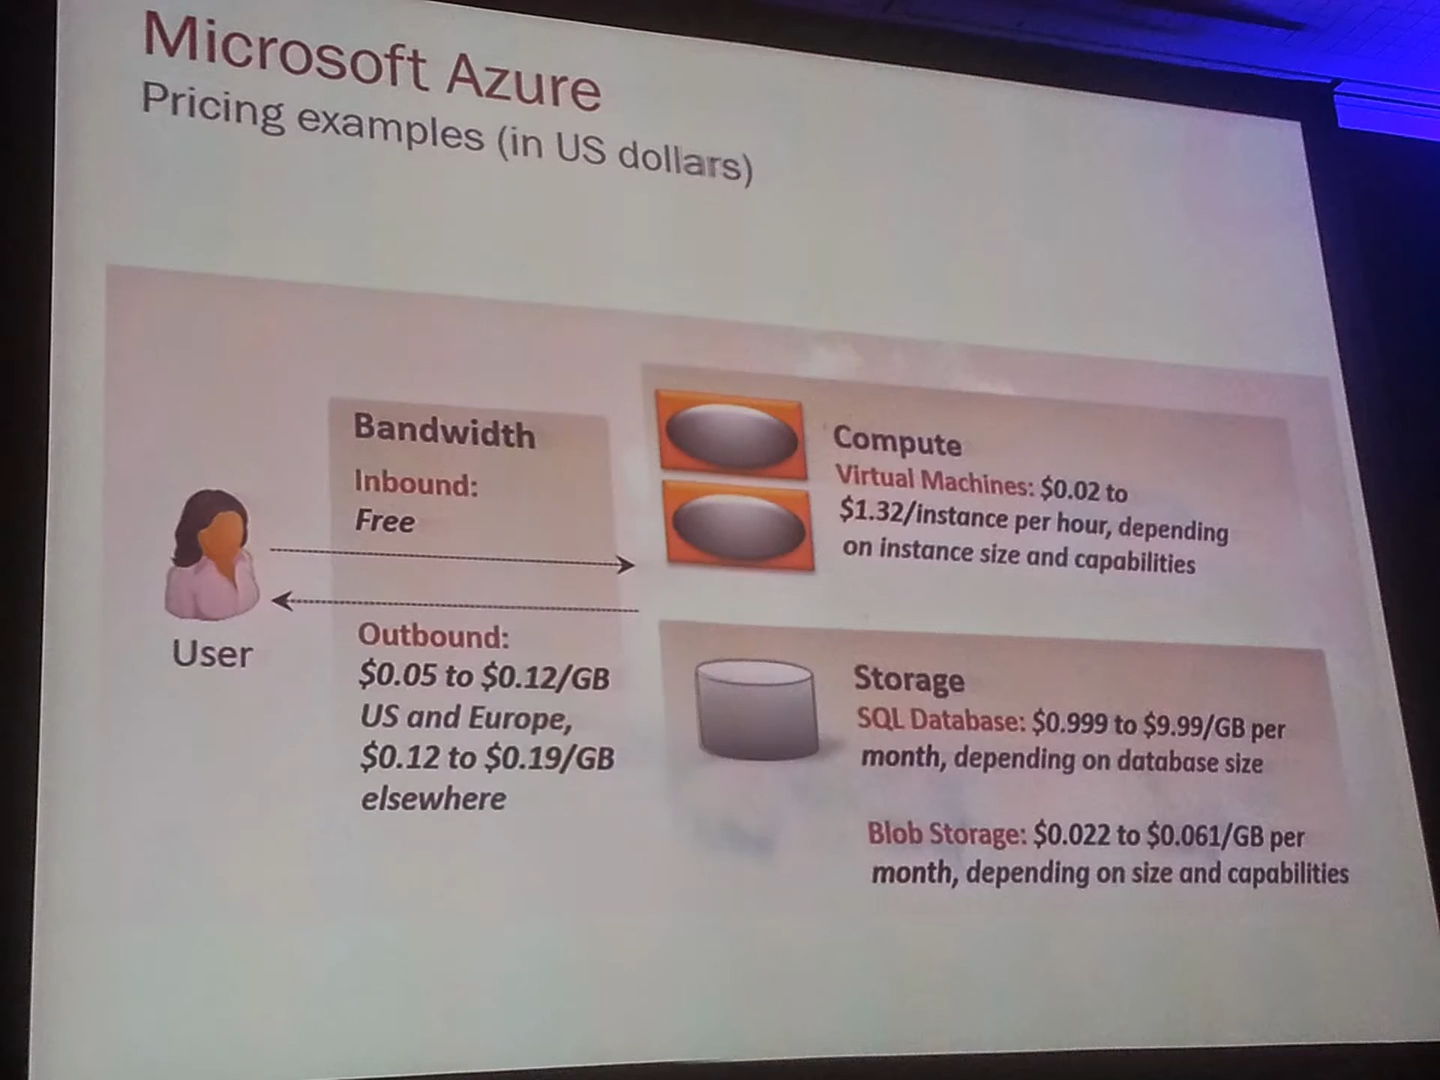 Microsoft Azure
Pricing examples (in US dollars)
Bandwidth
Inbound:
Free
User
Outbound:
$0.05 to $0.12/GB
US and Europe,
$0.12 to $0.19/GB
elsewhere
Compute
Virtual Machines: $0.02 to
$1.32/instance per hour, depending
on instance size and capabilities
Storage
SQL Database: $0.999 to $9.99/GB per
month, depending on database size
Blob Storage: $0.022 to $0.061/GB per
month, depending on size and capabilities